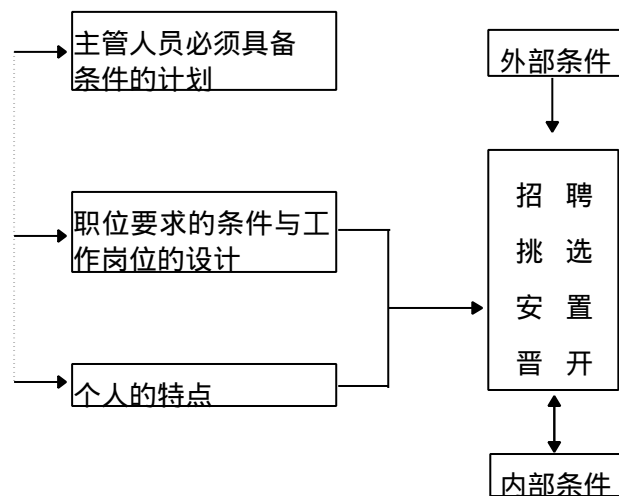 主管人员必须具备
条件的计划
外部条件
职位要求的条件与工
作岗位的设计
招 聘
挑 选
安 置
晋 开
个人的特点
内部条件